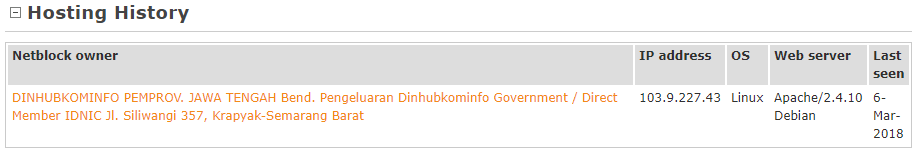 Hosting History
Netblock owner IP address OS Web server Last
seen
DINHUBKOMINFO PEMPROV. JAWA TENGAH Bend. Pengeluaran Dinhubkominfo Government / Direct 103.9.227.43 Linux Apache/2.4.10 6-
Member IDNIC Jl. Siliwangi 357, Krapyak-Semarang Barat Debian Mar-
2018